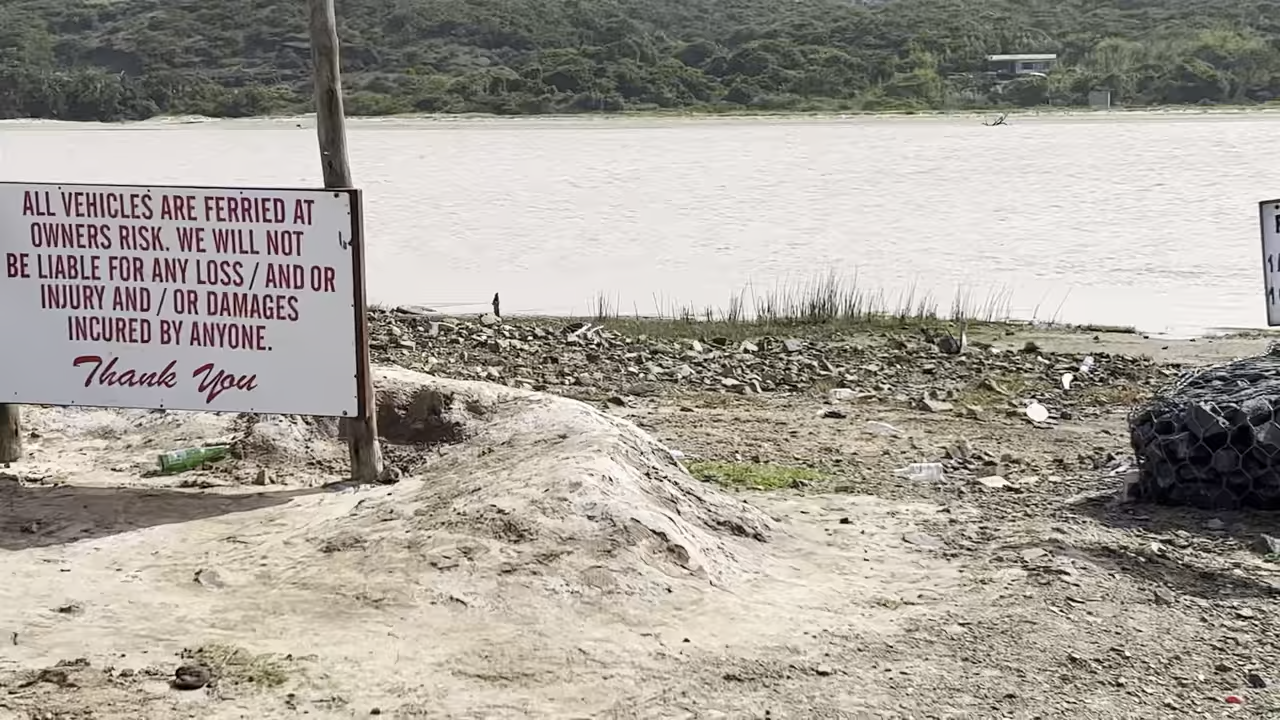 ALL VEHICLES ARE FERRIED AT
OWNERS RISK. WE WILL NOT
BE LIABLE FOR ANY LOSS / AND OR
INJURY AND / OR DAMAGES
INCURED BY ANYONE.
Thank You